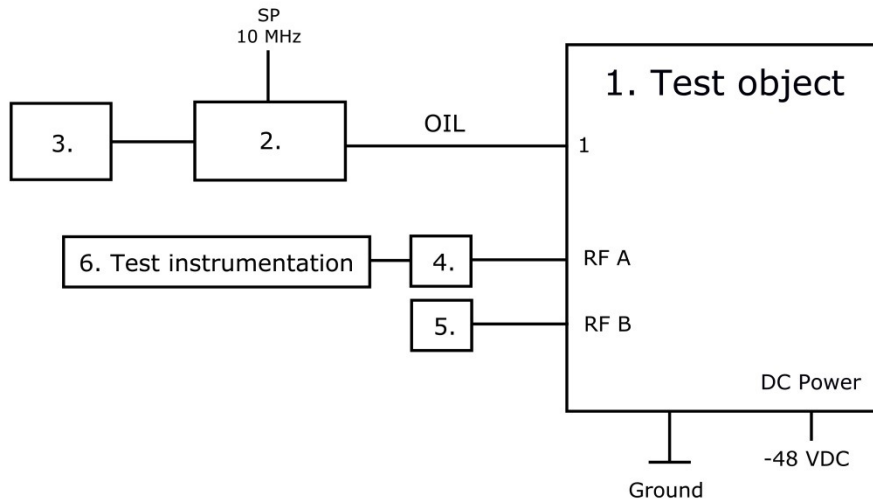 SP
10 MHz
1. Test object
3.
2.
OIL
1
6. Test instrumentation
4.
RF A
5.
RF B
DC Power
-48 VDC
Ground